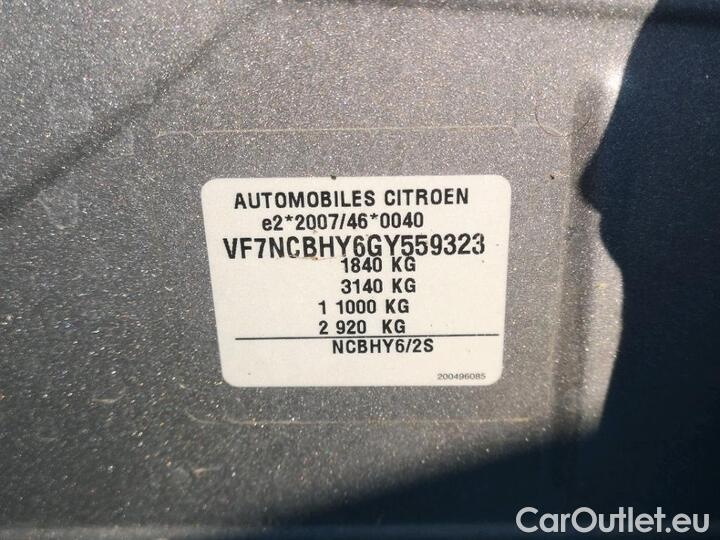 AUTOMOBILES CITROEN
e2*2007/46*0040
VF7NCBHY6GY559323
1840 KG
3140 KG
1 1000 KG
2 920 KG
NCBHY6/2S
200496085
CarOutlet.eu